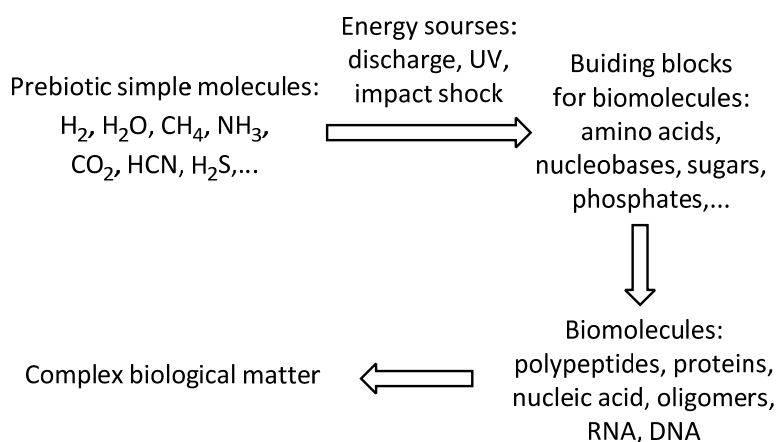 Prebiotic simple molecules:
H₂, H₂O, CH₄, NH₃,
CO₂, HCN, H₂S,...
Energy sourses:
discharge, UV,
impact shock
Buiding blocks
for biomolecules:
amino acids,
nucleobases, sugars,
phosphates,...
Biomolecules:
polypeptides, proteins,
nucleic acid, oligomers,
RNA, DNA
Complex biological matter